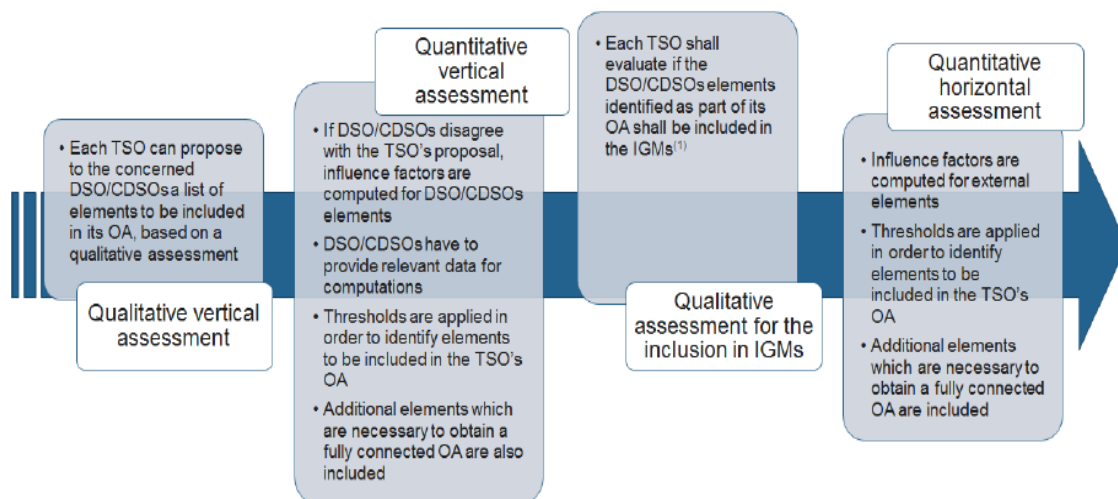 • Each TSO can propose
to the concerned
DSO/CDSOs a list of
elements to be included
in its OA, based on a
qualitative assessment
Qualitative vertical
assessment
Quantitative
vertical
assessment
• If DSO/CDSOs disagree
with the TSO's proposal,
influence factors are
computed for DSO/CDSOs
elements
• DSO/CDSOs have to
provide relevant data for
computations
• Thresholds are applied in
order to identify elements
to be included in the TSO's
OA
• Additional elements which
are necessary to obtain a
fully connected OA are also
included
• Each TSO shall
evaluate if the
DSO/CDSOs elements
identified as part of its
OA shall be included in
the IGMs⁽¹⁾
Qualitative
assessment for the
inclusion in IGMs
Quantitative
horizontal
assessment
• Influence factors are
computed for external
elements
• Thresholds are applied
in order to identify
elements to be
included in the TSO's
OA
• Additional elements
which are necessary to
obtain a fully connected
OA are included